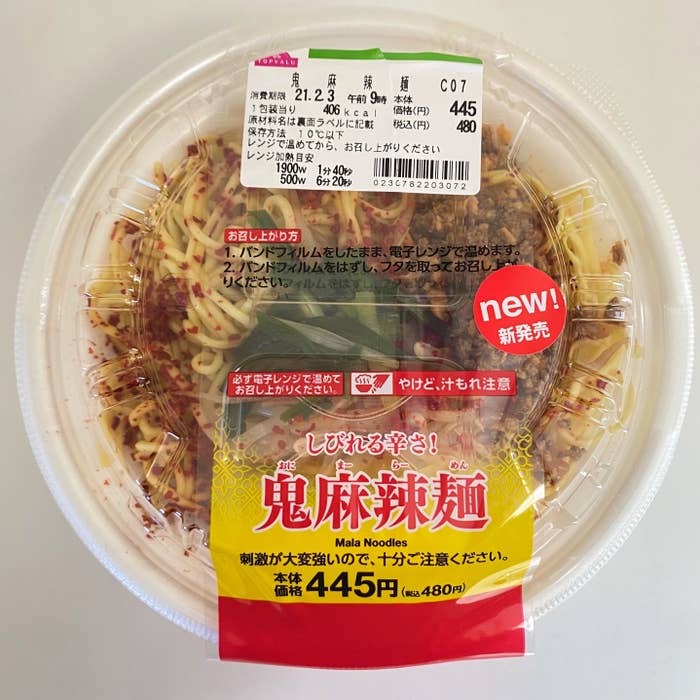 TOPVALU
鬼 麻 辣 麺 C07
消費期限 21.2.3 午前 9時 本体
価格(円) 445
1包装当り 406kcal
税込(円) 480
原材料名は裏面ラベルに記載
保存方法 10℃以下
レンジで温めてから、お召し上がりください
レンジ加熱目安
1900W 1分40秒
500W 6分20秒
0230782203072
お召し上がり方
1. バンドフィルムをしたまま、電子レンジで温めます。
2. バンドフィルムをはずし、フタを取ってお召し上が
りください。
new!
新発売
必ず電子レンジで温めて
お召し上がりください。
やけど、汁もれ注意
しびれる辛さ!
おに まー らー めん
鬼麻辣麺
Mala Noodles
刺激が大変強いので、十分ご注意ください。
本体
価格 445円 (税込480円)